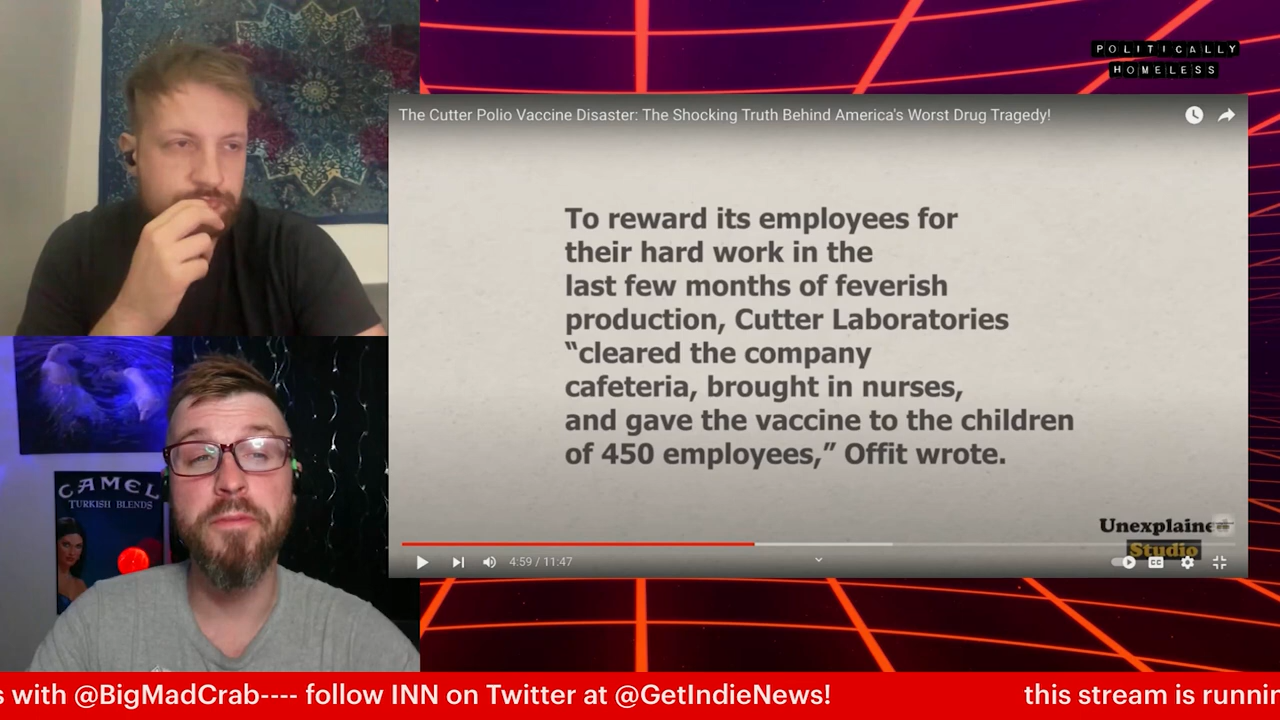 POLITICALLY
HOMELESS
The Cutter Polio Vaccine Disaster: The Shocking Truth Behind America's Worst Drug Tragedy!
To reward its employees for
their hard work in the
last few months of feverish
production, Cutter Laboratories
“cleared the company
cafeteria, brought in nurses,
and gave the vaccine to the children
of 450 employees,” Offit wrote.
CAMEL
TURKISH BLENDS
Unexplained
Studio
4:59 / 11:47
CC
s with @BigMadCrab---- follow INN on Twitter at @GetIndieNews!
this stream is runnin